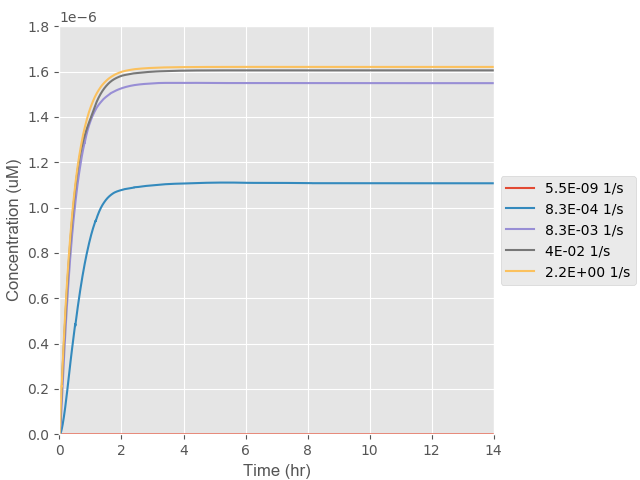 1e−6
1.8
1.6
1.4
1.2
1.0
0.8
0.6
0.4
0.2
0.0
Concentration (uM)
0 2 4 6 8 10 12 14
Time (hr)
5.5E-09 1/s
8.3E-04 1/s
8.3E-03 1/s
4E-02 1/s
2.2E+00 1/s